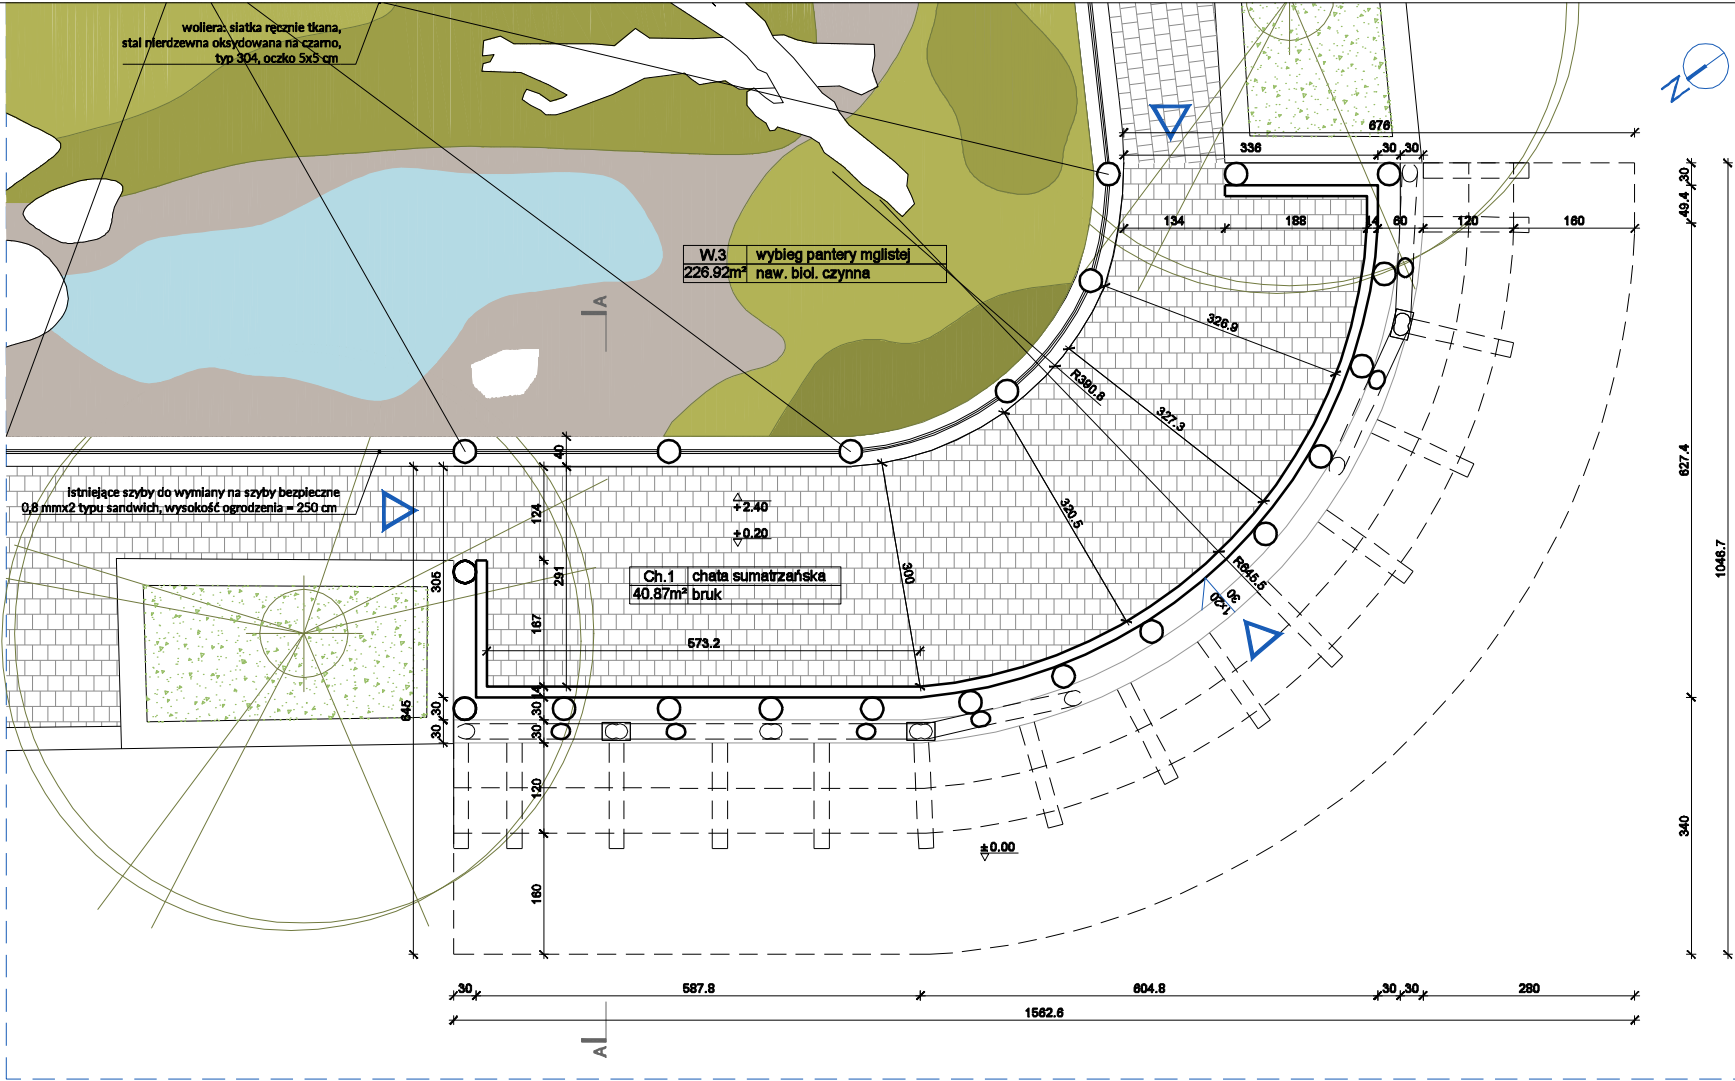 woliera: siatka ręcznie tkana,
stal nierdzewna oksydowana na czarno,
typ 304, oczko 5x5 cm
N
676
336
30
30
30
49.4
134
188
14
60
120
160
W.3 wybieg pantery mglistej
226.92m² naw. biol. czynna
A
326.9
R390.8
327.3
320.5
300
40
627.4
1046.7
istniejące szyby do wymiany na szyby bezpieczne
0,8 mmx2 typu sandwich, wysokość ogrodzenia = 250 cm
+2.40
+0.20
124
291
305
167
Ch.1 chata sumatrzańska
40.87m² bruk
R645.5
30
1x20
573.2
645
14
30
30
30
30
120
160
±0.00
340
30
587.8
604.8
30
30
280
1562.6
A